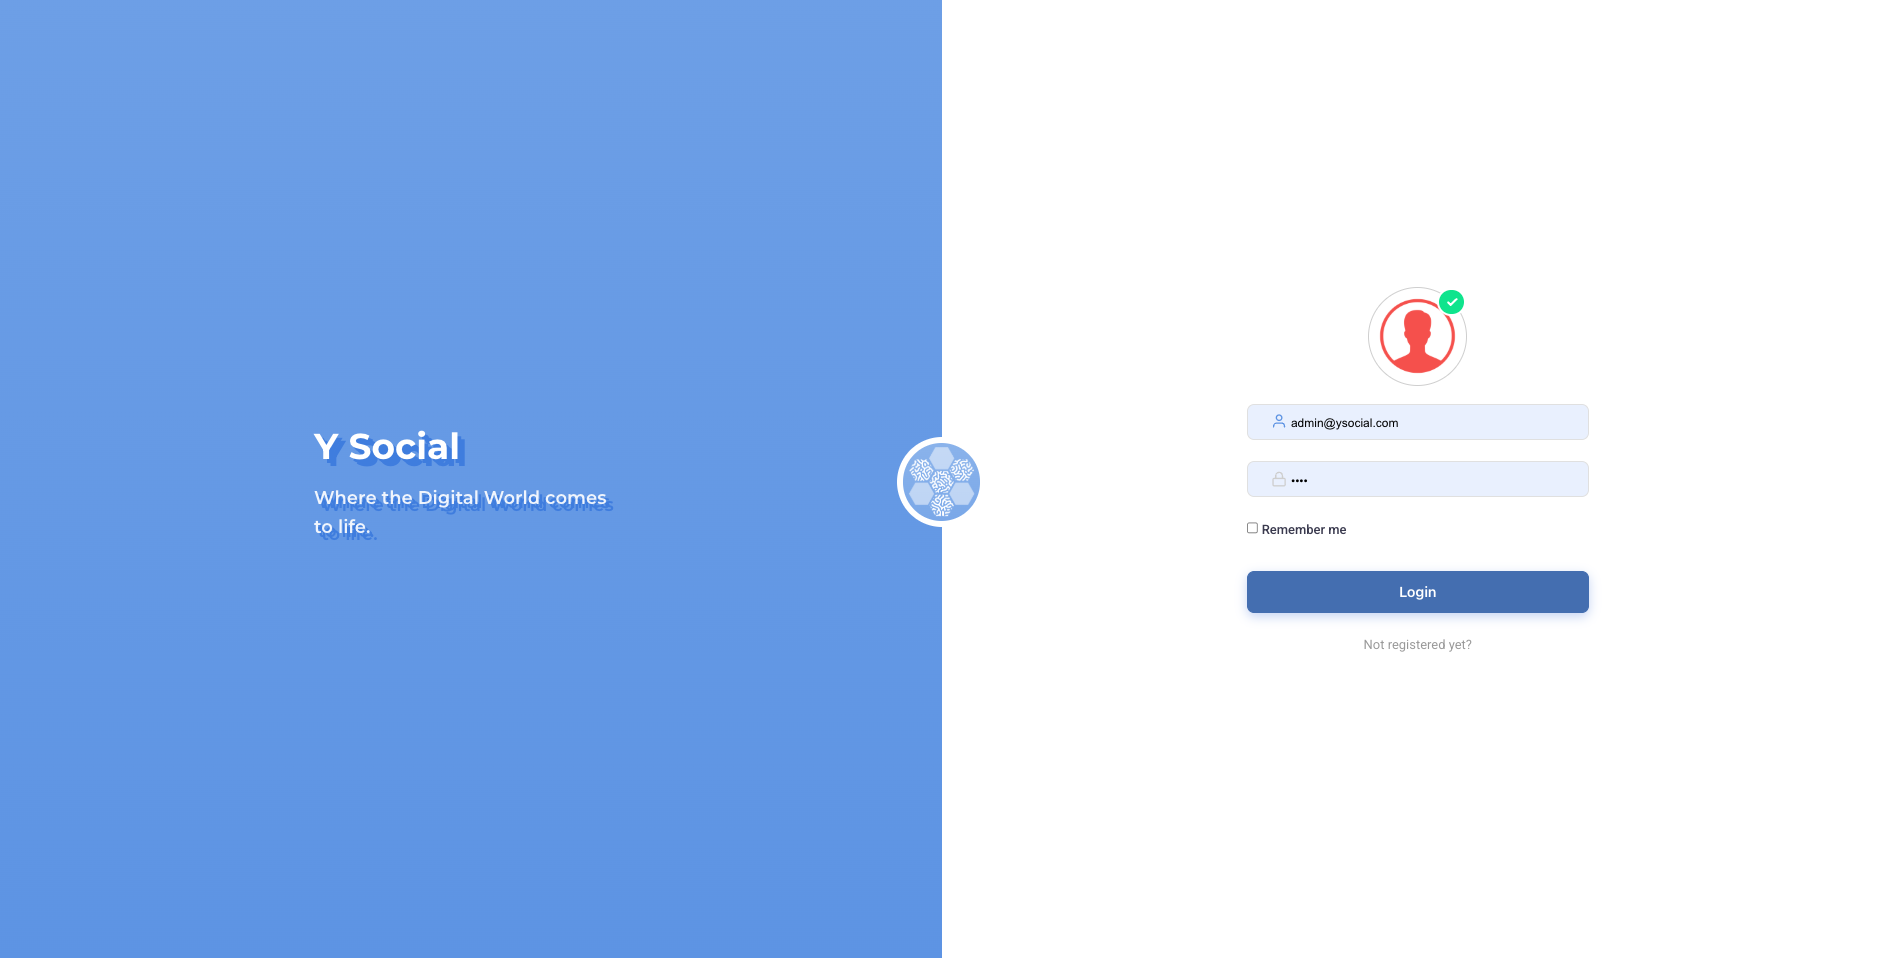 Y Social
Where the Digital World comes
to life.
admin@ysocial.com
••••
Remember me
Login
Not registered yet?